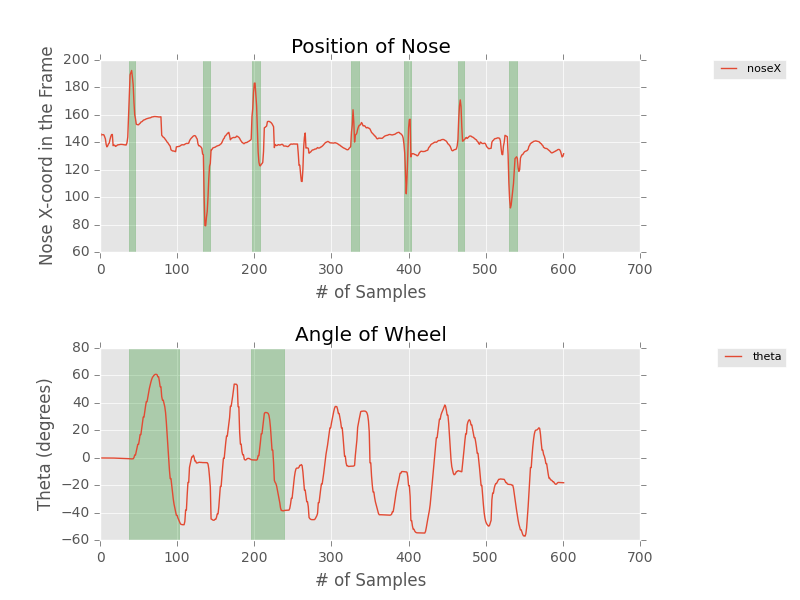 Position of Nose
Nose X-coord in the Frame
200
180
160
140
120
100
80
60
0 100 200 300 400 500 600 700
# of Samples
noseX
Angle of Wheel
Theta (degrees)
80
60
40
20
0
−20
−40
−60
0 100 200 300 400 500 600 700
# of Samples
theta